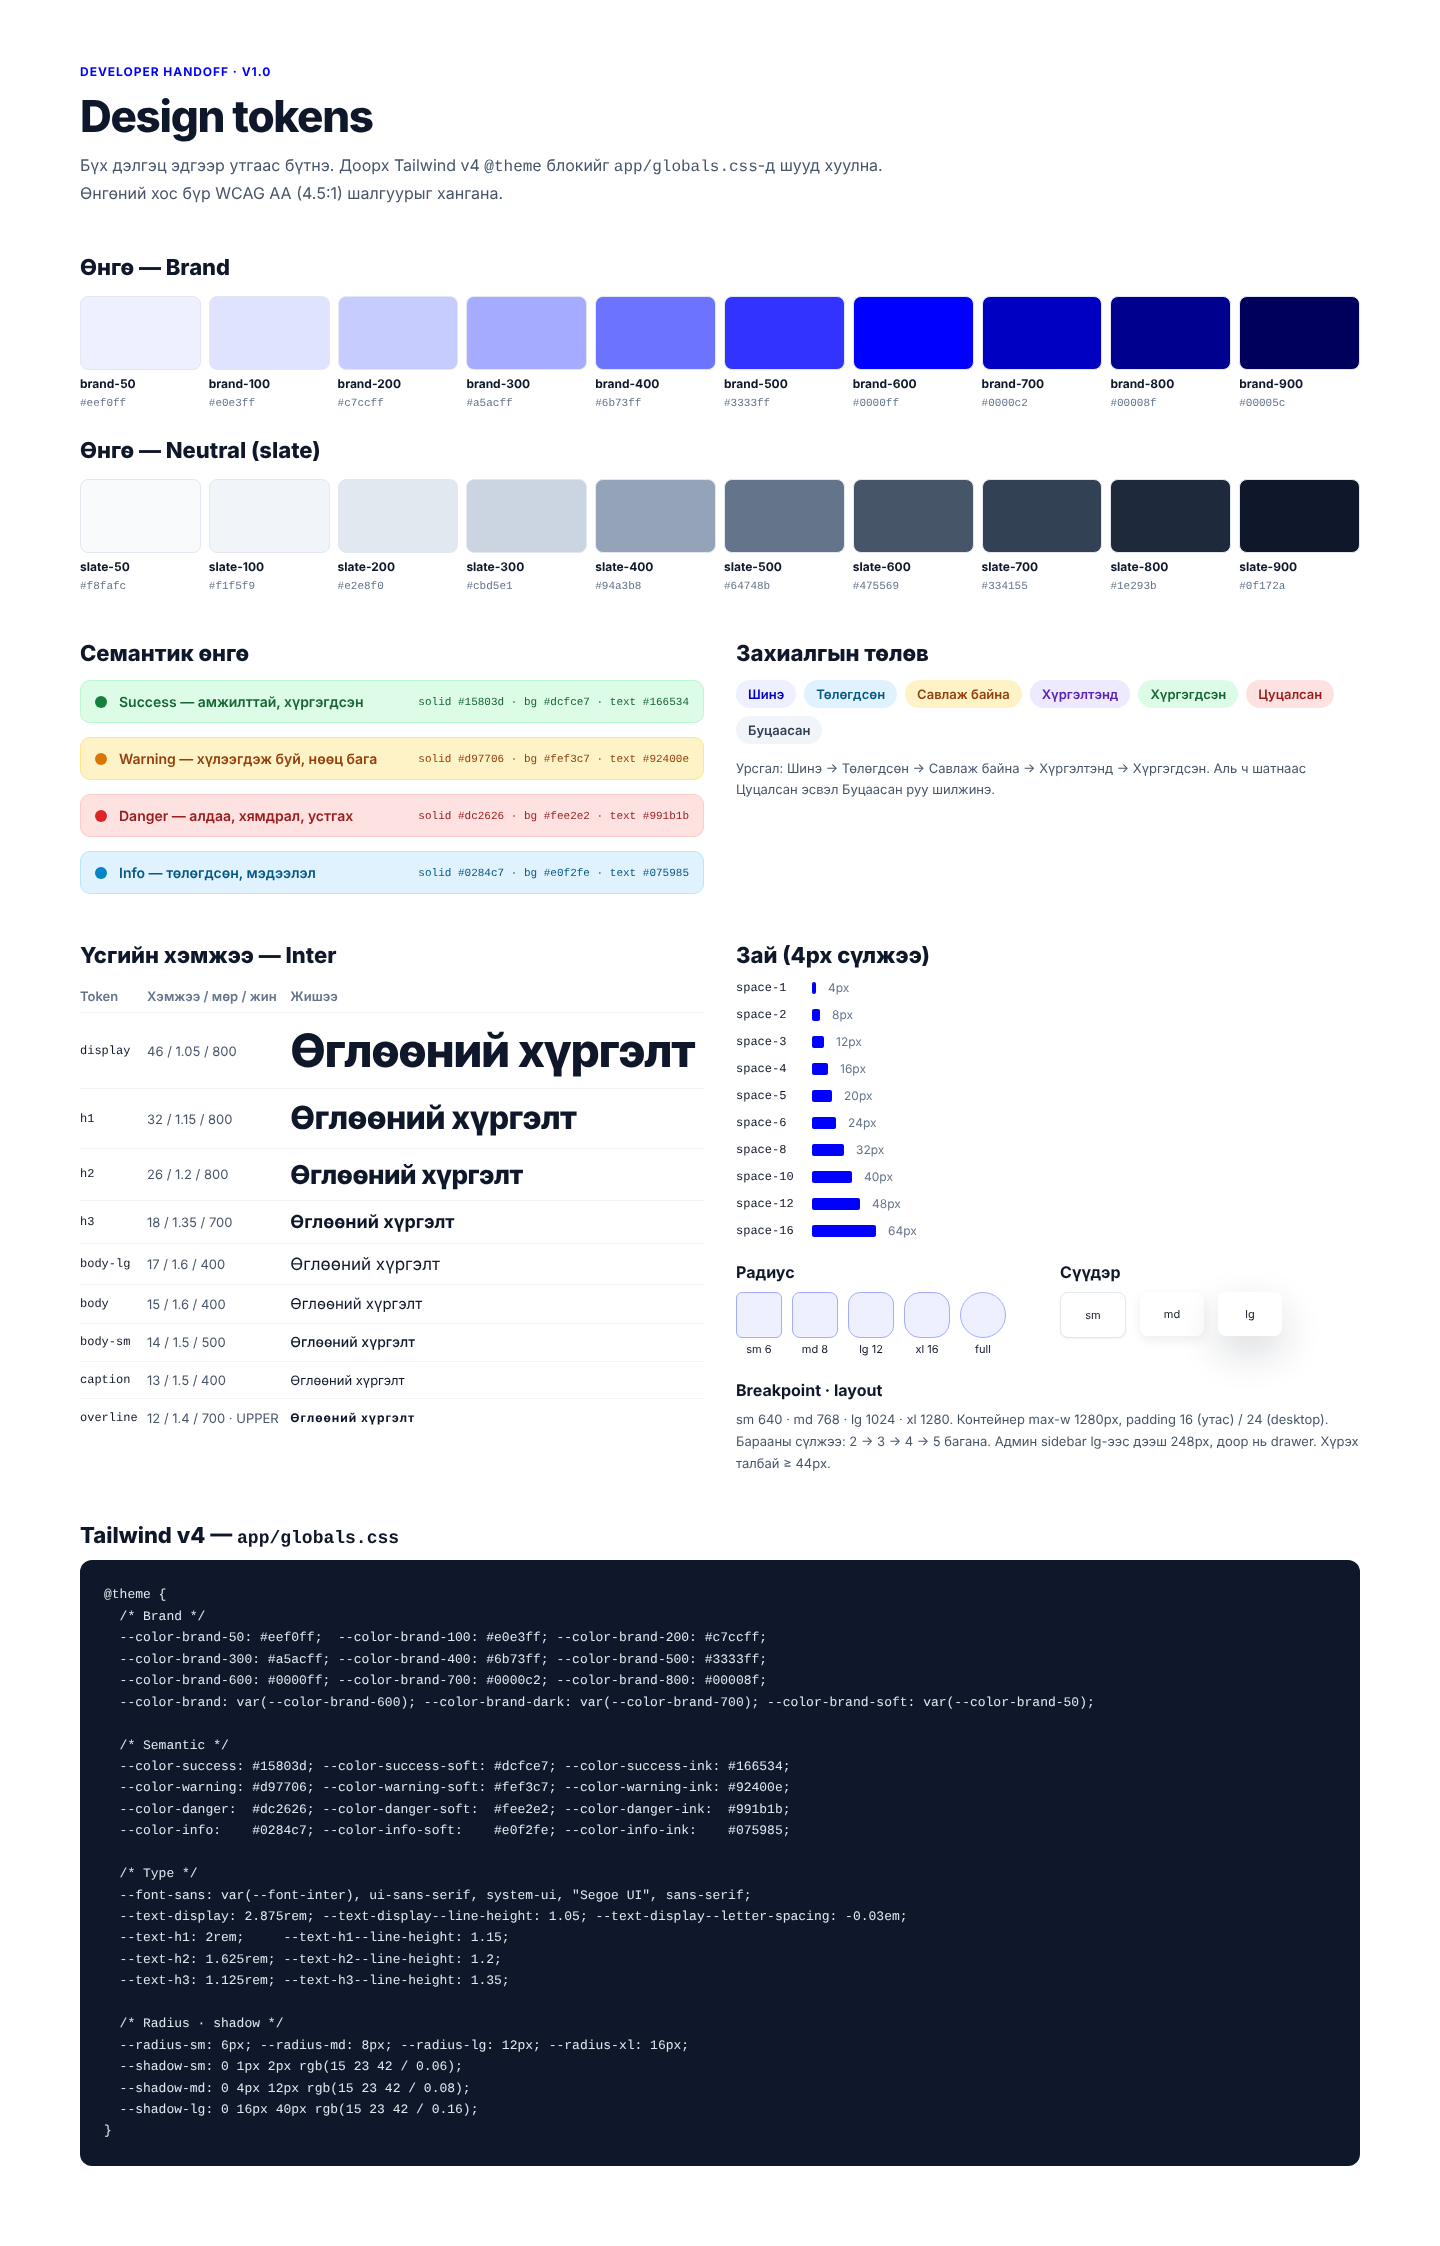 DEVELOPER HANDOFF · V1.0
Design tokens
Бүх дэлгэц эдгээр утгаас бүтнэ. Доорх Tailwind v4 @theme блокийг app/globals.css-д шууд хуулна.
Өнгөний хос бүр WCAG AA (4.5:1) шалгуурыг хангана.
Өнгө — Brand
brand-50 brand-100 brand-200 brand-300 brand-400 brand-500 brand-600 brand-700 brand-800 brand-900
#eef0ff #e0e3ff #c7ccff #a5acff #6b73ff #3333ff #0000ff #0000c2 #00008f #00005c
Өнгө — Neutral (slate)
slate-50 slate-100 slate-200 slate-300 slate-400 slate-500 slate-600 slate-700 slate-800 slate-900
#f8fafc #f1f5f9 #e2e8f0 #cbd5e1 #94a3b8 #64748b #475569 #334155 #1e293b #0f172a
Семантик өнгө
Success — амжилттай, хүргэгдсэн solid #15803d · bg #dcfce7 · text #166534
Warning — хүлээгдэж буй, нөөц бага solid #d97706 · bg #fef3c7 · text #92400e
Danger — алдаа, хямдрал, устгах solid #dc2626 · bg #fee2e2 · text #991b1b
Info — төлөгдсөн, мэдээлэл solid #0284c7 · bg #e0f2fe · text #075985
Захиалгын төлөв
Шинэ Төлөгдсөн Савлаж байна Хүргэлтэнд Хүргэгдсэн Цуцалсан
Буцаасан
Урсгал: Шинэ → Төлөгдсөн → Савлаж байна → Хүргэлтэнд → Хүргэгдсэн. Аль ч шатнаас
Цуцалсан эсвэл Буцаасан руу шилжинэ.
Үсгийн хэмжээ — Inter
Token Хэмжээ / мөр / жин Жишээ
display 46 / 1.05 / 800 Өглөөний хүргэлт
h1 32 / 1.15 / 800 Өглөөний хүргэлт
h2 26 / 1.2 / 800 Өглөөний хүргэлт
h3 18 / 1.35 / 700 Өглөөний хүргэлт
body-lg 17 / 1.6 / 400 Өглөөний хүргэлт
body 15 / 1.6 / 400 Өглөөний хүргэлт
body-sm 14 / 1.5 / 500 Өглөөний хүргэлт
caption 13 / 1.5 / 400 Өглөөний хүргэлт
overline 12 / 1.4 / 700 · UPPER Өглөөний хүргэлт
Зай (4px сүлжээ)
space-1 4px
space-2 8px
space-3 12px
space-4 16px
space-5 20px
space-6 24px
space-8 32px
space-10 40px
space-12 48px
space-16 64px
Радиус
sm 6 md 8 lg 12 xl 16 full
Сүүдэр
sm md lg
Breakpoint · layout
sm 640 · md 768 · lg 1024 · xl 1280. Контейнер max-w 1280px, padding 16 (утас) / 24 (desktop).
Барааны сүлжээ: 2 → 3 → 4 → 5 багана. Админ sidebar lg-ээс дээш 248px, доор нь drawer. Хүрэх
талбай ≥ 44px.
Tailwind v4 — app/globals.css
@theme {
/* Brand */
--color-brand-50: #eef0ff; --color-brand-100: #e0e3ff; --color-brand-200: #c7ccff;
--color-brand-300: #a5acff; --color-brand-400: #6b73ff; --color-brand-500: #3333ff;
--color-brand-600: #0000ff; --color-brand-700: #0000c2; --color-brand-800: #00008f;
--color-brand: var(--color-brand-600); --color-brand-dark: var(--color-brand-700); --color-brand-soft: var(--color-brand-50);
/* Semantic */
--color-success: #15803d; --color-success-soft: #dcfce7; --color-success-ink: #166534;
--color-warning: #d97706; --color-warning-soft: #fef3c7; --color-warning-ink: #92400e;
--color-danger: #dc2626; --color-danger-soft: #fee2e2; --color-danger-ink: #991b1b;
--color-info: #0284c7; --color-info-soft: #e0f2fe; --color-info-ink: #075985;
/* Type */
--font-sans: var(--font-inter), ui-sans-serif, system-ui, "Segoe UI", sans-serif;
--text-display: 2.875rem; --text-display--line-height: 1.05; --text-display--letter-spacing: -0.03em;
--text-h1: 2rem; --text-h1--line-height: 1.15;
--text-h2: 1.625rem; --text-h2--line-height: 1.2;
--text-h3: 1.125rem; --text-h3--line-height: 1.35;
/* Radius · shadow */
--radius-sm: 6px; --radius-md: 8px; --radius-lg: 12px; --radius-xl: 16px;
--shadow-sm: 0 1px 2px rgb(15 23 42 / 0.06);
--shadow-md: 0 4px 12px rgb(15 23 42 / 0.08);
--shadow-lg: 0 16px 40px rgb(15 23 42 / 0.16);
}